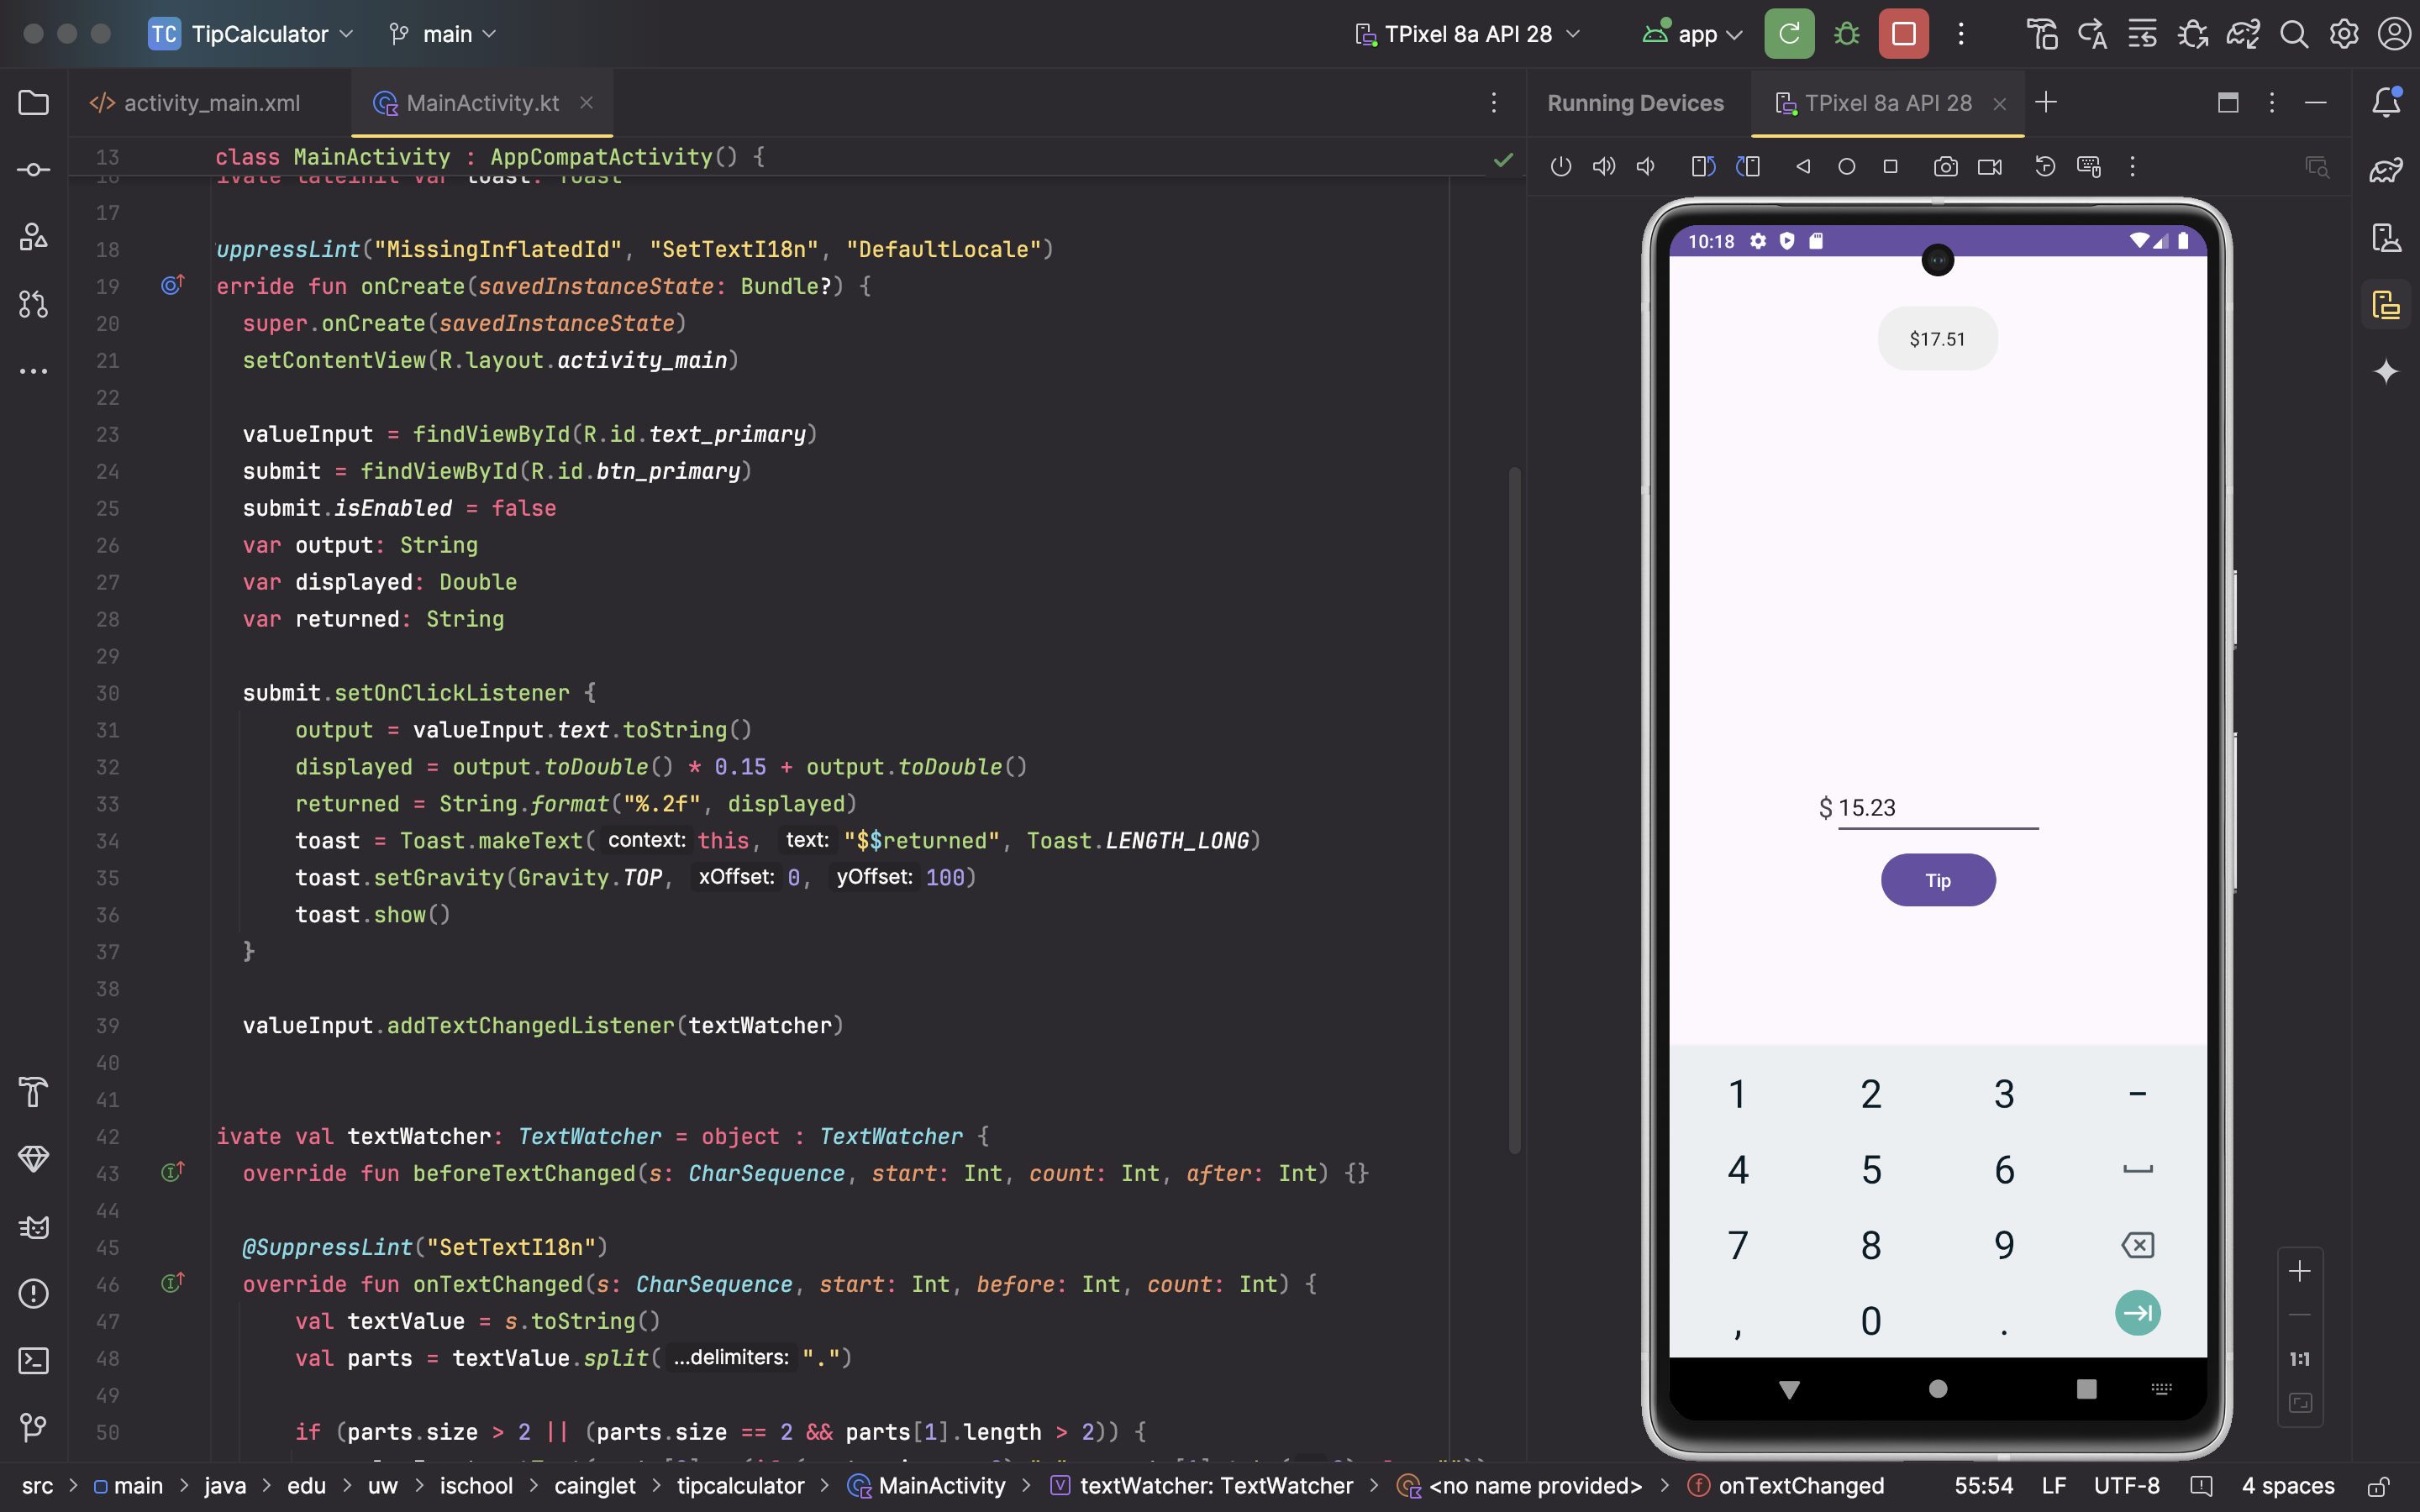 TC TipCalculator main TPixel 8a API 28 app
activity_main.xml MainActivity.kt Running Devices TPixel 8a API 28
13 class MainActivity : AppCompatActivity() {
16 ivate lateinit var toast: Toast
17
18 uppressLint("MissingInflatedId", "SetTextI18n", "DefaultLocale")
19 erride fun onCreate(savedInstanceState: Bundle?) {
20 super.onCreate(savedInstanceState)
21 setContentView(R.layout.activity_main)
22
23 valueInput = findViewById(R.id.text_primary)
24 submit = findViewById(R.id.btn_primary)
25 submit.isEnabled = false
26 var output: String
27 var displayed: Double
28 var returned: String
29
30 submit.setOnClickListener {
31 output = valueInput.text.toString()
32 displayed = output.toDouble() * 0.15 + output.toDouble()
33 returned = String.format("%.2f", displayed)
34 toast = Toast.makeText( context: this, text: "$$returned", Toast.LENGTH_LONG)
35 toast.setGravity(Gravity.TOP, xOffset: 0, yOffset: 100)
36 toast.show()
37 }
38
39 valueInput.addTextChangedListener(textWatcher)
40
41
42 ivate val textWatcher: TextWatcher = object : TextWatcher {
43 override fun beforeTextChanged(s: CharSequence, start: Int, count: Int, after: Int) {}
44
45 @SuppressLint("SetTextI18n")
46 override fun onTextChanged(s: CharSequence, start: Int, before: Int, count: Int) {
47 val textValue = s.toString()
48 val parts = textValue.split( ...delimiters: ".")
49
50 if (parts.size > 2 || (parts.size == 2 && parts[1].length > 2)) {
10:18
$17.51
$ 15.23
Tip
1 2 3 -
4 5 6
7 8 9
, 0 .
1:1
src > main > java > edu > uw > ischool > cainglet > tipcalculator > MainActivity > textWatcher: TextWatcher > <no name provided> > onTextChanged 55:54 LF UTF-8 4 spaces